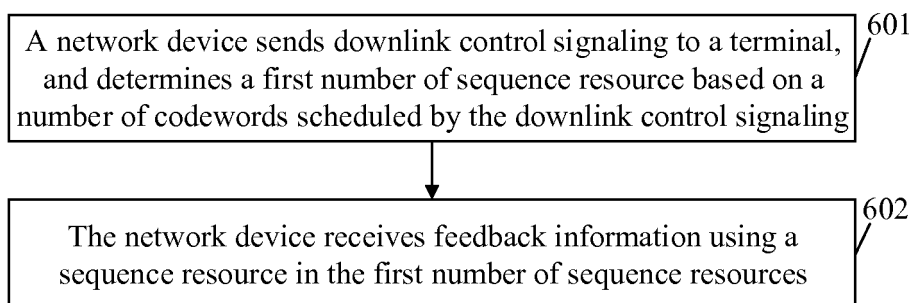 A network device sends downlink control signaling to a terminal,
and determines a first number of sequence resource based on a
number of codewords scheduled by the downlink control signaling
601
The network device receives feedback information using a
sequence resource in the first number of sequence resources
602